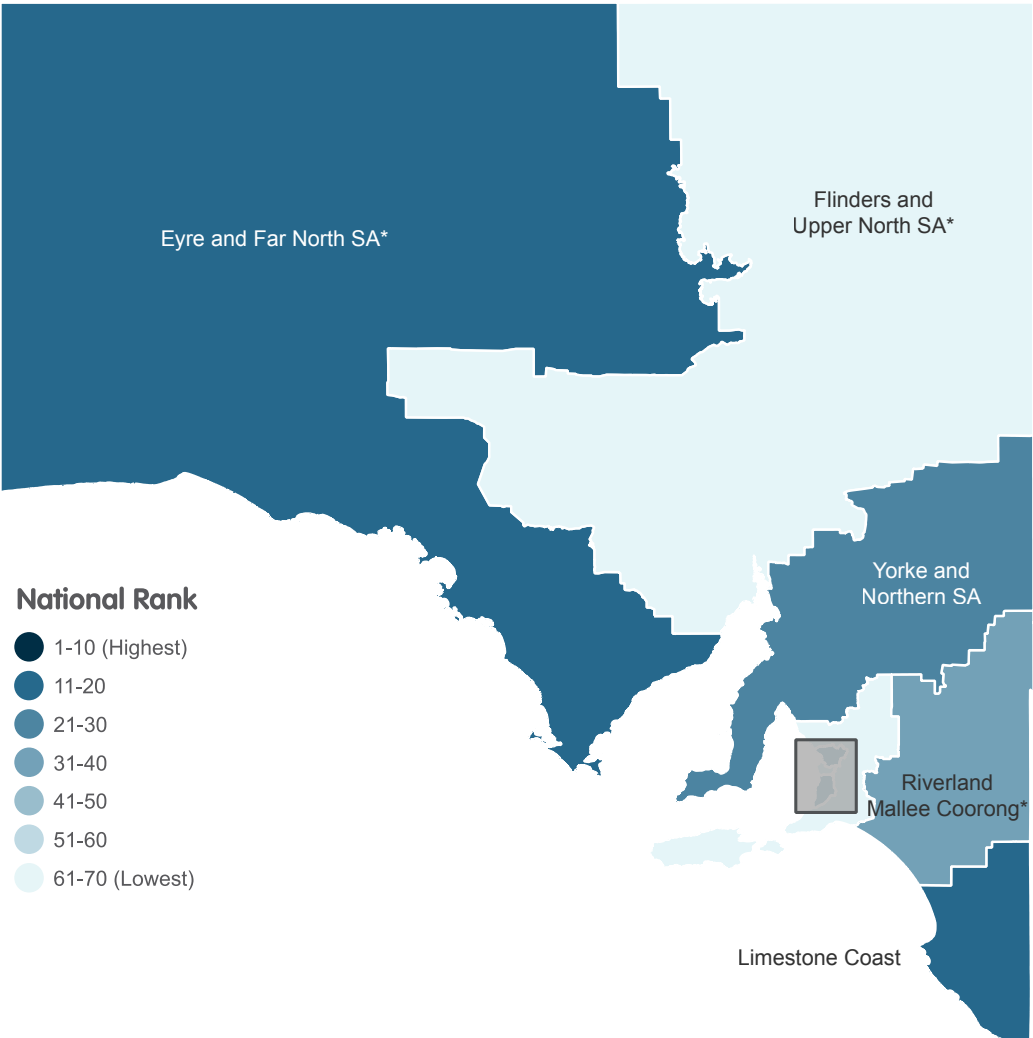 Flinders and
Upper North SA*
Eyre and Far North SA*
Yorke and
Northern SA
National Rank
1-10 (Highest)
11-20
21-30
31-40
41-50
51-60
61-70 (Lowest)
Riverland
Mallee Coorong*
Limestone Coast